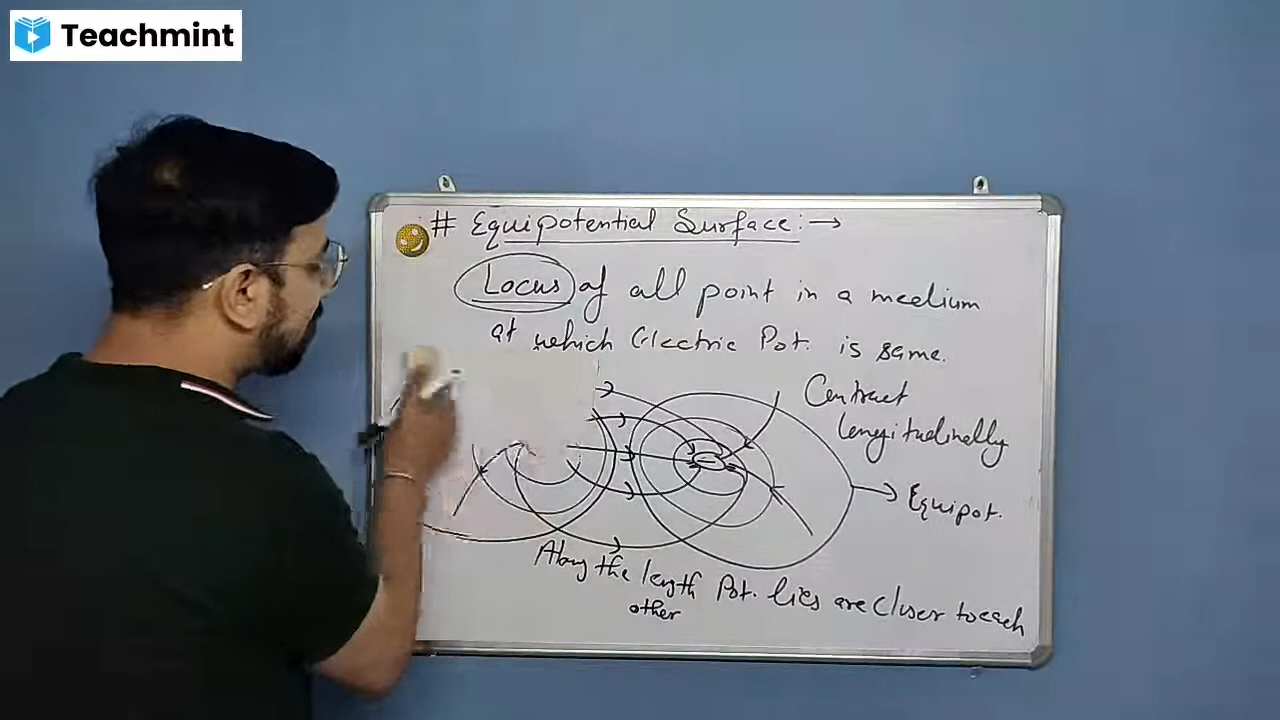 Teachmint
# Equipotential Surface: →
Locus of all point in a medium
at which Electric Pot. is same.
Contract
longitudinally
→ Equipot.
Along the length Pot. lies are closer to each
other